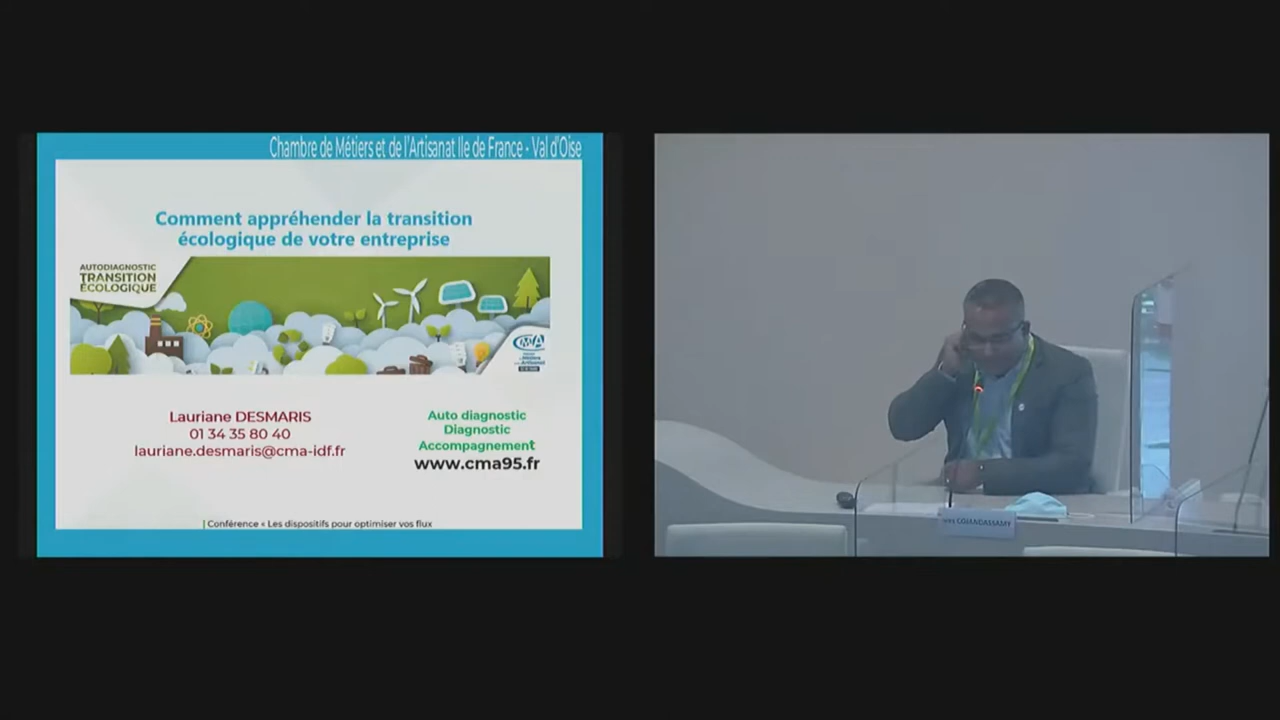 Chambre de Métiers et de l'Artisanat Ile de France - Val d'Oise
Comment appréhender la transition
écologique de votre entreprise
AUTODIAGNOSTIC
TRANSITION
ÉCOLOGIQUE
CMA
Lauriane DESMARIS
01 34 35 80 40
lauriane.desmaris@cma-idf.fr
Auto diagnostic
Diagnostic
Accompagnement
www.cma95.fr
| Conférence « Les dispositifs pour optimiser vos flux
COMADASSAMY